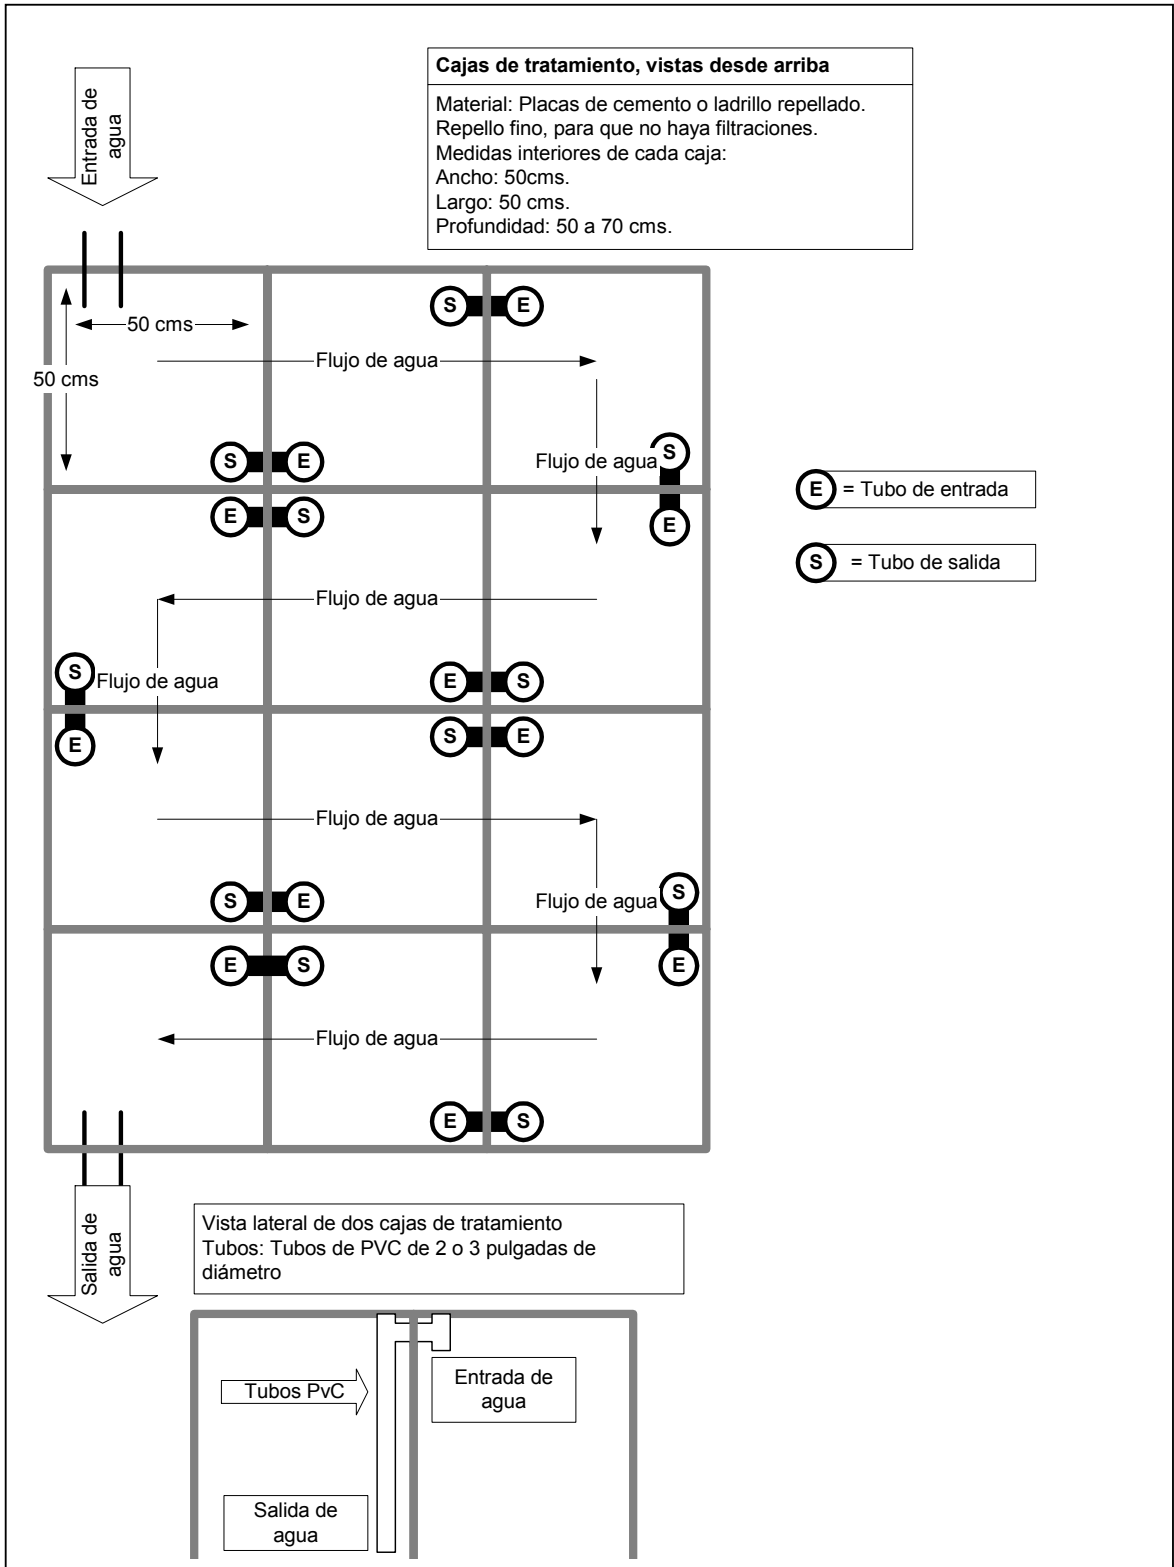 Cajas de tratamiento, vistas desde arriba
Material: Placas de cemento o ladrillo repellado.
Repello fino, para que no haya filtraciones.
Medidas interiores de cada caja:
Ancho: 50cms.
Largo: 50 cms.
Profundidad: 50 a 70 cms.
Entrada de
agua
S E
50 cms
Flujo de agua
50 cms
S E
Flujo de agua
S
E = Tubo de entrada
E S
E
S = Tubo de salida
Flujo de agua
S
Flujo de agua
E S
E
S E
Flujo de agua
S E
Flujo de agua
S
E S
E
Flujo de agua
E S
Salida de
agua
Vista lateral de dos cajas de tratamiento
Tubos: Tubos de PVC de 2 o 3 pulgadas de
diámetro
Tubos PvC
Entrada de
agua
Salida de
agua